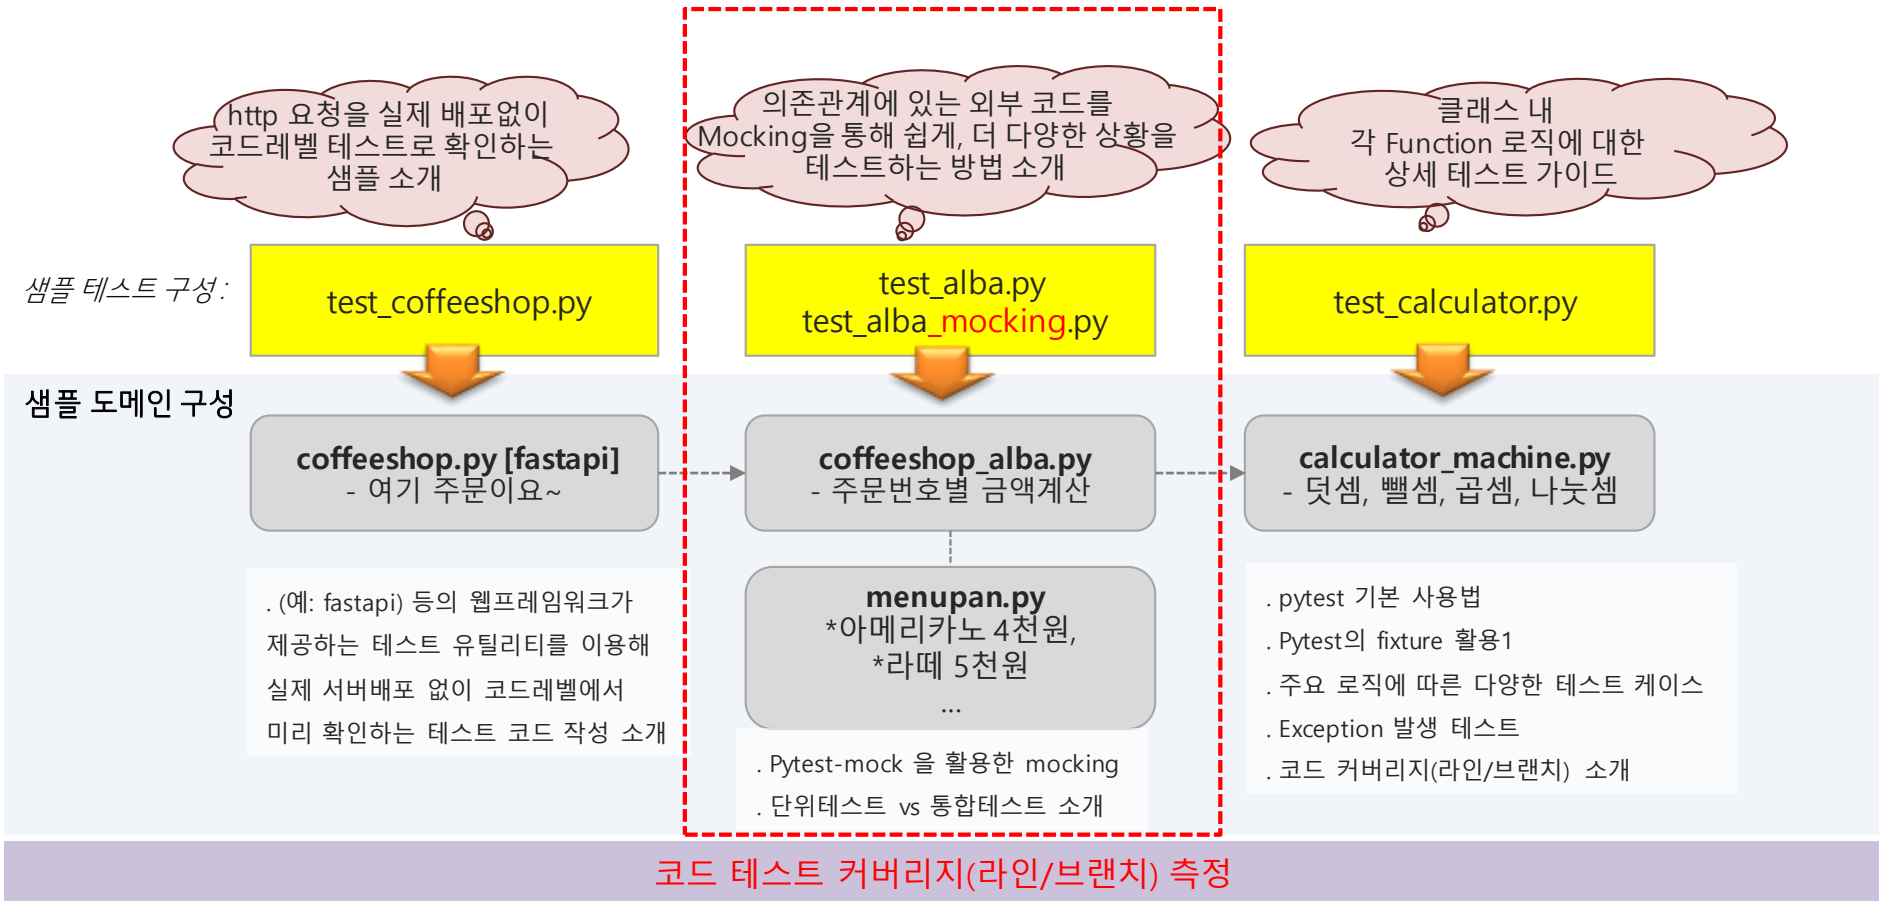 http 요청을 실제 배포없이
코드레벨 테스트로 확인하는
샘플 소개
의존관계에 있는 외부 코드를
Mocking을 통해 쉽게, 더 다양한 상황을
테스트하는 방법 소개
클래스 내
각 Function 로직에 대한
상세 테스트 가이드
샘플 테스트 구성 :
test_coffeeshop.py
test_alba.py
test_alba_mocking.py
test_calculator.py
샘플 도메인 구성
coffeeshop.py [fastapi]
- 여기 주문이요~
coffeeshop_alba.py
- 주문번호별 금액계산
calculator_machine.py
- 덧셈, 뺄셈, 곱셈, 나눗셈
. (예: fastapi) 등의 웹프레임워크가
제공하는 테스트 유틸리티를 이용해
실제 서버배포 없이 코드레벨에서
미리 확인하는 테스트 코드 작성 소개
menupan.py
*아메리카노 4천원,
*라떼 5천원
...
. Pytest-mock 을 활용한 mocking
. 단위테스트 vs 통합테스트 소개
. pytest 기본 사용법
. Pytest의 fixture 활용1
. 주요 로직에 따른 다양한 테스트 케이스
. Exception 발생 테스트
. 코드 커버리지(라인/브랜치) 소개
코드 테스트 커버리지(라인/브랜치) 측정